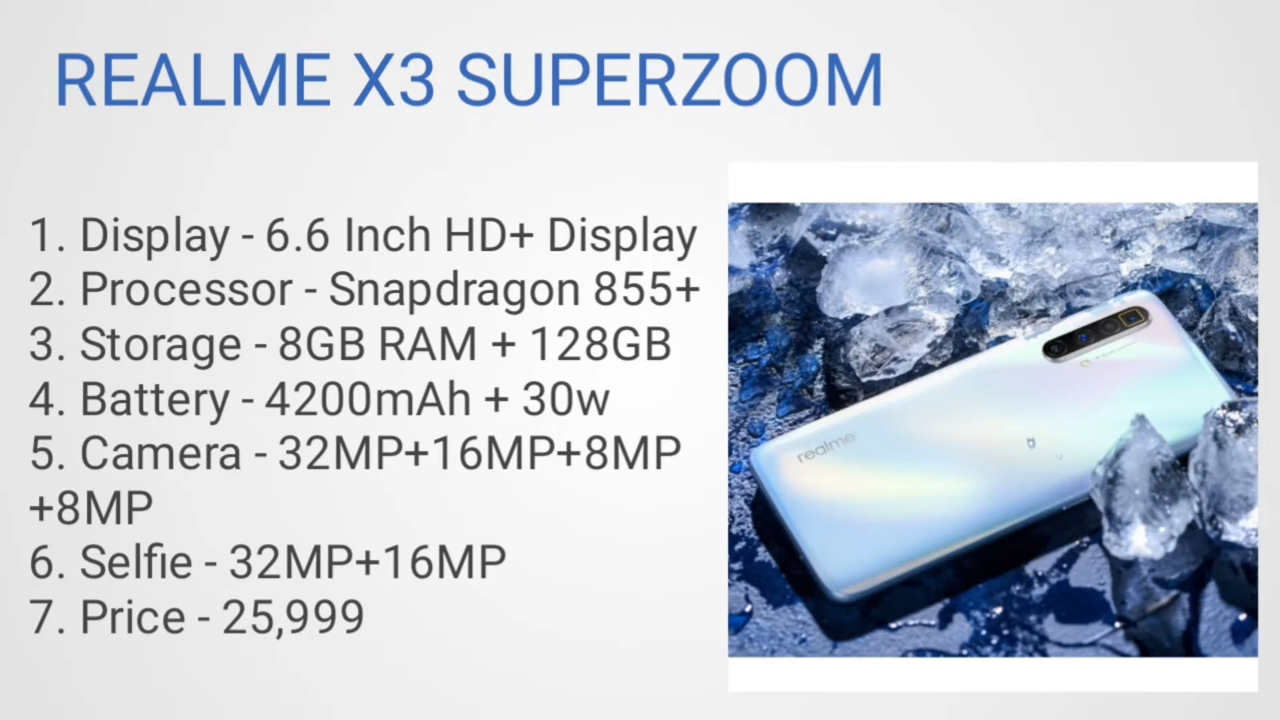 REALME X3 SUPERZOOM
1. Display - 6.6 Inch HD+ Display
2. Processor - Snapdragon 855+
3. Storage - 8GB RAM + 128GB
4. Battery - 4200mAh + 30w
5. Camera - 32MP+16MP+8MP
+8MP
6. Selfie - 32MP+16MP
7. Price - 25,999
realme